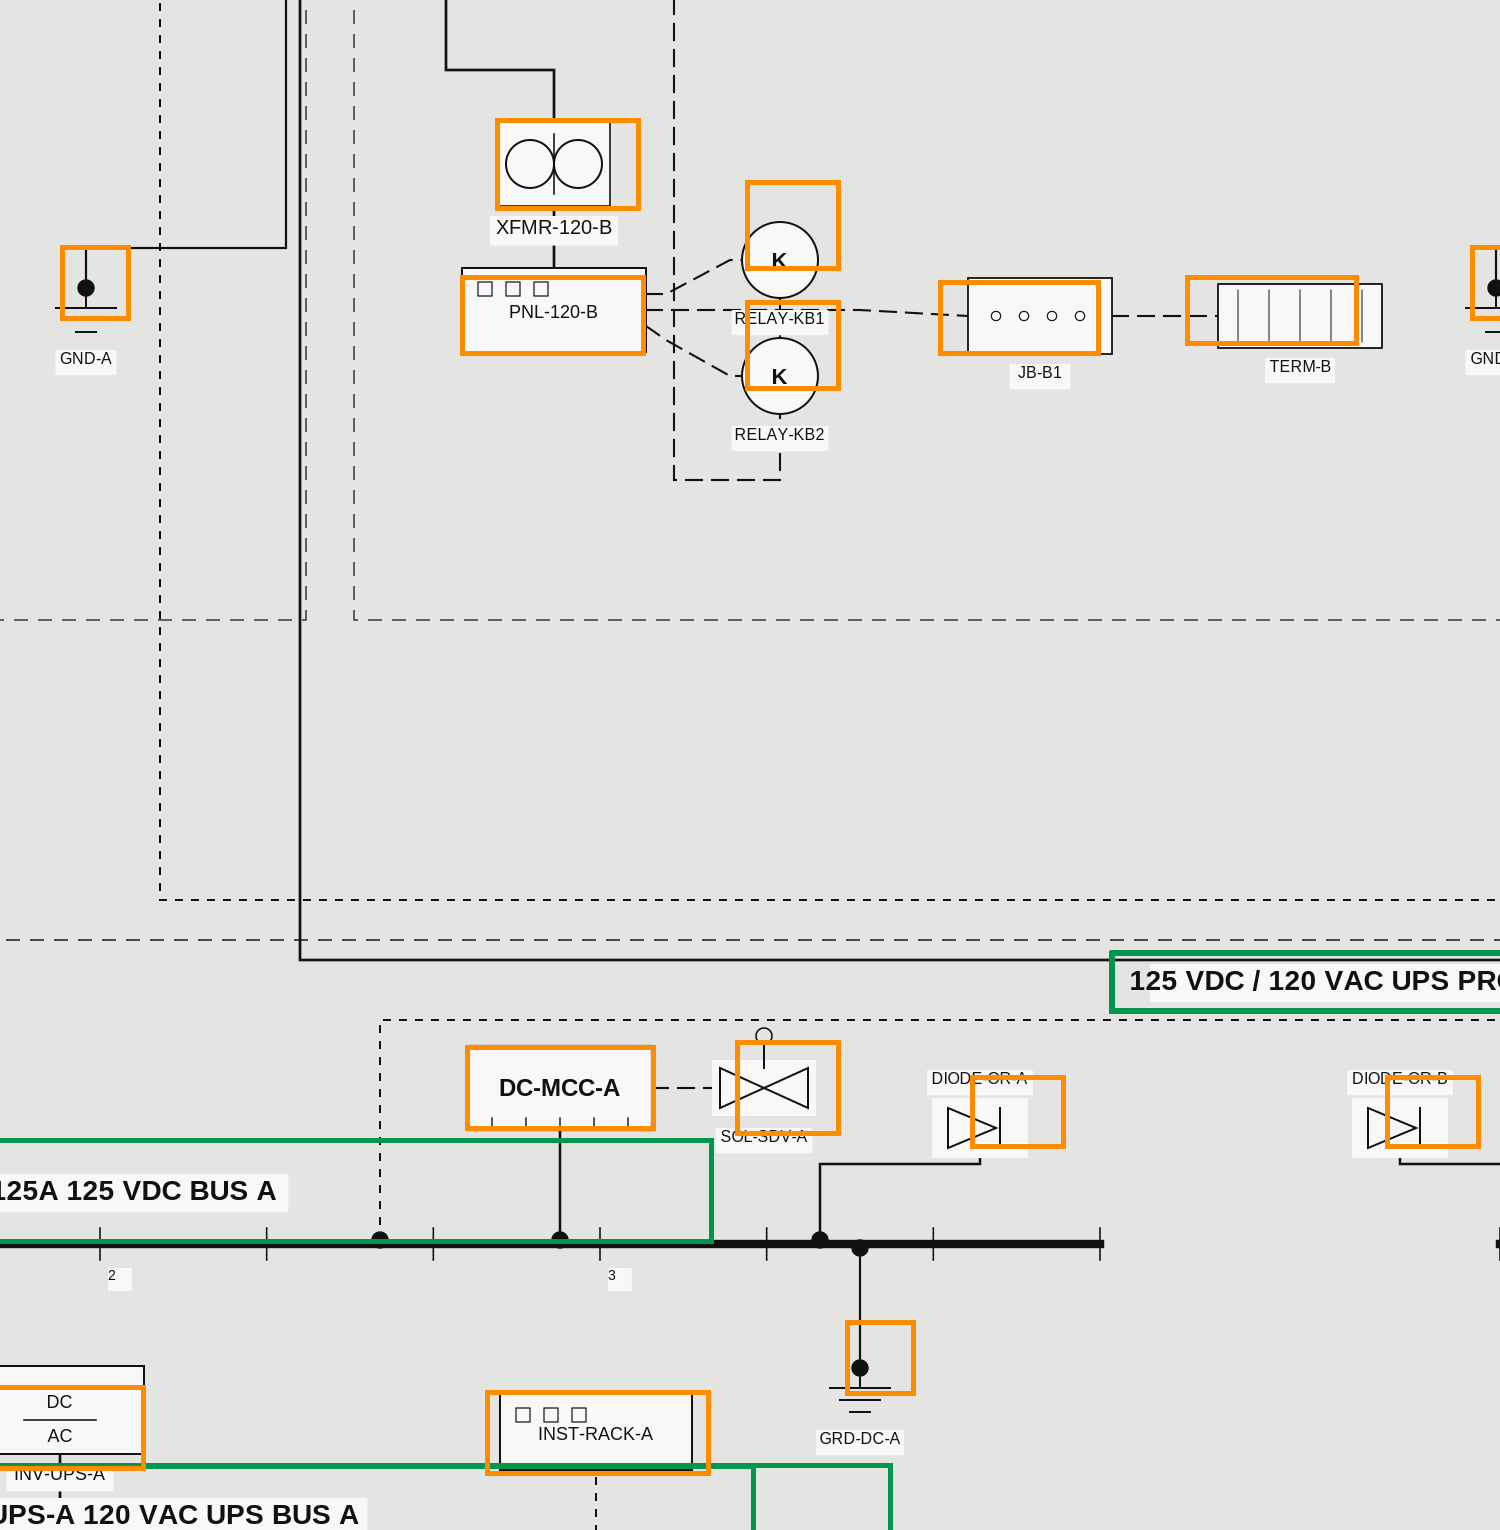 XFMR-120-B
K
PNL-120-B
RELAY-KB1
GND-A
K
JB-B1
TERM-B
RELAY-KB2
125 VDC / 120 VAC UPS
DC-MCC-A
DIODE-OR-A
DIODE-OR-B
SOL-SDV-A
125A 125 VDC BUS A
2
3
DC
AC
INST-RACK-A
GRD-DC-A
INV-UPS-A
UPS-A 120 VAC UPS BUS A